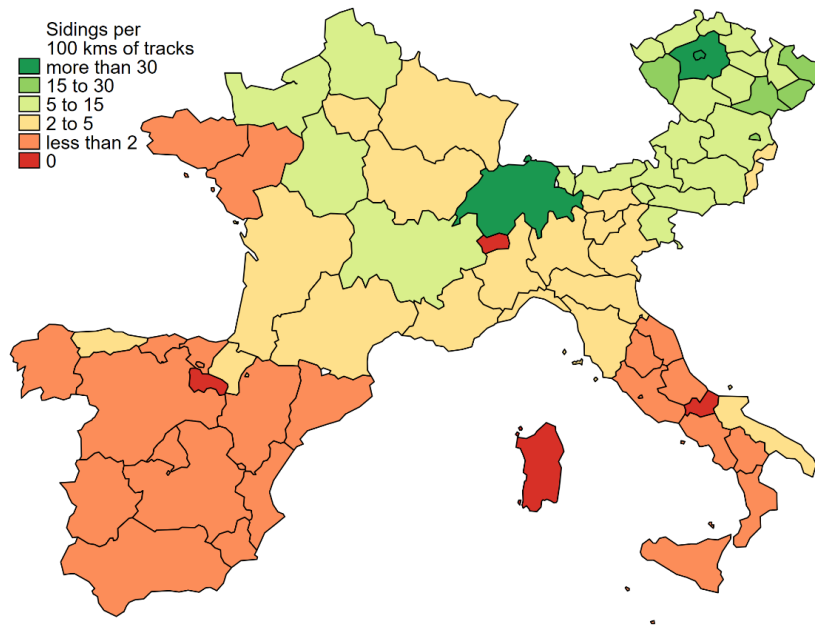 Sidings per
100 kms of tracks
more than 30
15 to 30
5 to 15
2 to 5
less than 2
0